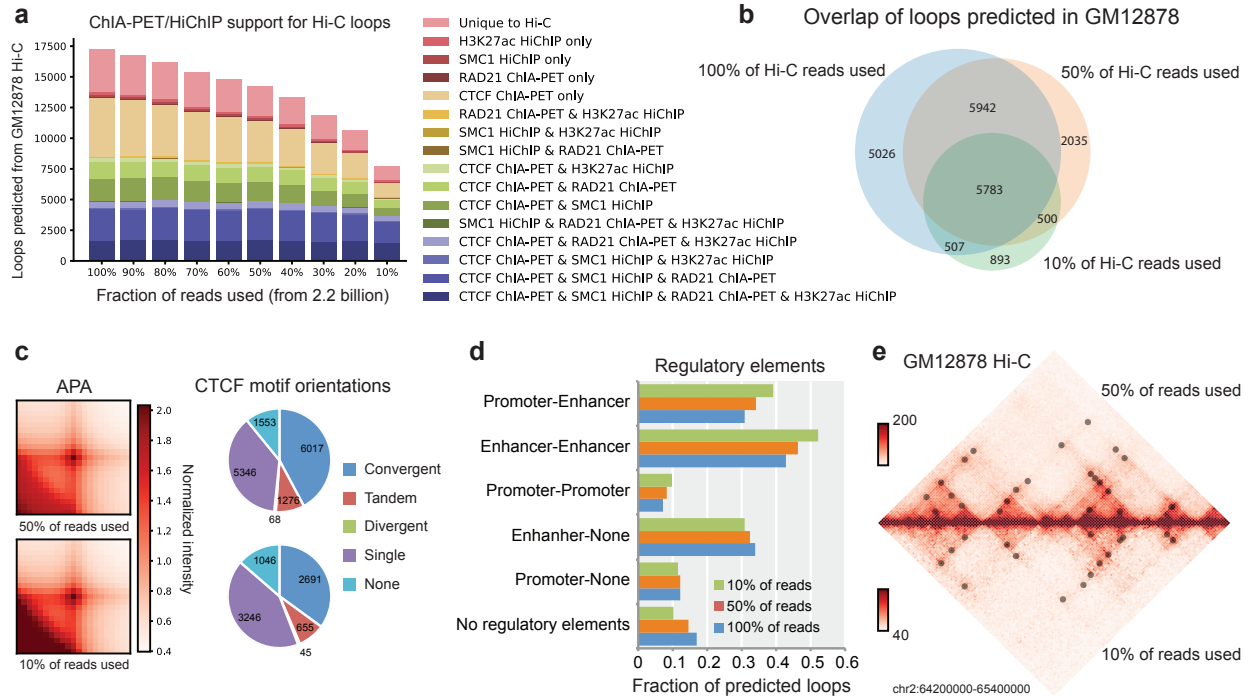 a
ChIA-PET/HiChIP support for Hi-C loops
Loops predicted from GM12878 Hi-C
17500
15000
12500
10000
7500
5000
2500
0
100% 90% 80% 70% 60% 50% 40% 30% 20% 10%
Fraction of reads used (from 2.2 billion)
Unique to Hi-C
H3K27ac HiChIP only
SMC1 HiChIP only
RAD21 ChIA-PET only
CTCF ChIA-PET only
RAD21 ChIA-PET & H3K27ac HiChIP
SMC1 HiChIP & H3K27ac HiChIP
SMC1 HiChIP & RAD21 ChIA-PET
CTCF ChIA-PET & H3K27ac HiChIP
CTCF ChIA-PET & RAD21 ChIA-PET
CTCF ChIA-PET & SMC1 HiChIP
SMC1 HiChIP & RAD21 ChIA-PET & H3K27ac HiChIP
CTCF ChIA-PET & RAD21 ChIA-PET & H3K27ac HiChIP
CTCF ChIA-PET & SMC1 HiChIP & H3K27ac HiChIP
CTCF ChIA-PET & SMC1 HiChIP & RAD21 ChIA-PET
CTCF ChIA-PET & SMC1 HiChIP & RAD21 ChIA-PET & H3K27ac HiChIP
b
Overlap of loops predicted in GM12878
100% of Hi-C reads used
50% of Hi-C reads used
5942
5026
2035
5783
500
507
893
10% of Hi-C reads used
c
APA
50% of reads used
10% of reads used
2.0
1.8
1.6
1.4
1.2
1.0
0.8
0.6
0.4
Normalized intensity
CTCF motif orientations
1553
6017
5346
1276
68
1046
2691
3246
655
45
Convergent
Tandem
Divergent
Single
None
d
Regulatory elements
Promoter-Enhancer
Enhancer-Enhancer
Promoter-Promoter
Enhanher-None
Promoter-None
No regulatory elements
10% of reads
50% of reads
100% of reads
0 0.1 0.2 0.3 0.4 0.5 0.6
Fraction of predicted loops
e
GM12878 Hi-C
50% of reads used
200
40
10% of reads used
chr2:64200000-65400000